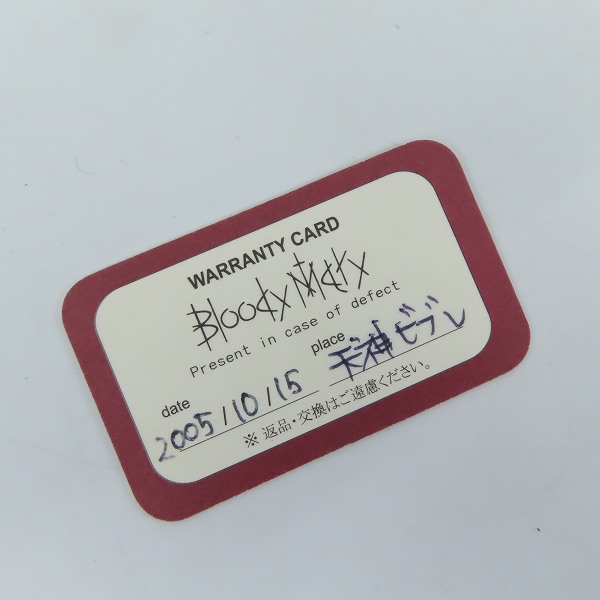 WARRANTY CARD
Bloody Mary
Present in case of defect
date 2005/10/15 place 天神ビブレ
※返品・交換はご遠慮ください。